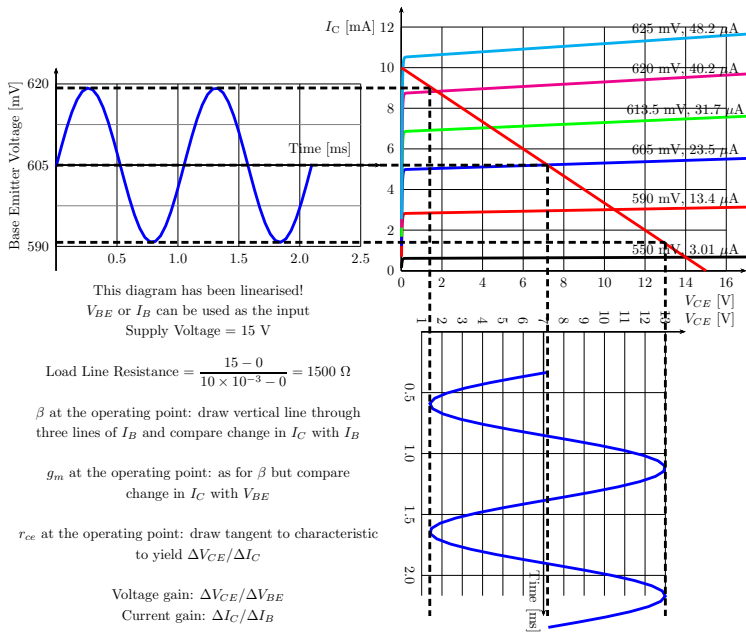 I_C [mA]
12
10
8
6
4
2
0
625 mV, 48.2 μA
620 mV, 40.2 μA
613.5 mV, 31.7 μA
605 mV, 23.5 μA
590 mV, 13.4 μA
550 mV, 3.01 μA
0 2 4 6 8 10 12 14 16
V_CE [V]
Base Emitter Voltage [mV]
620
605
590
Time [ms]
0.5 1.0 1.5 2.0 2.5
This diagram has been linearised!
V_BE or I_B can be used as the input
Supply Voltage = 15 V
Load Line Resistance = (15 − 0)/(10 × 10^−3 − 0) = 1500 Ω
β at the operating point: draw vertical line through
three lines of I_B and compare change in I_C with I_B
g_m at the operating point: as for β but compare
change in I_C with V_BE
r_ce at the operating point: draw tangent to characteristic
to yield ΔV_CE/ΔI_C
Voltage gain: ΔV_CE/ΔV_BE
Current gain: ΔI_C/ΔI_B
V_CE [V]
1 2 3 4 5 6 7 8 9 10 11 12 13
0.5
1.0
1.5
2.0
Time [ms]